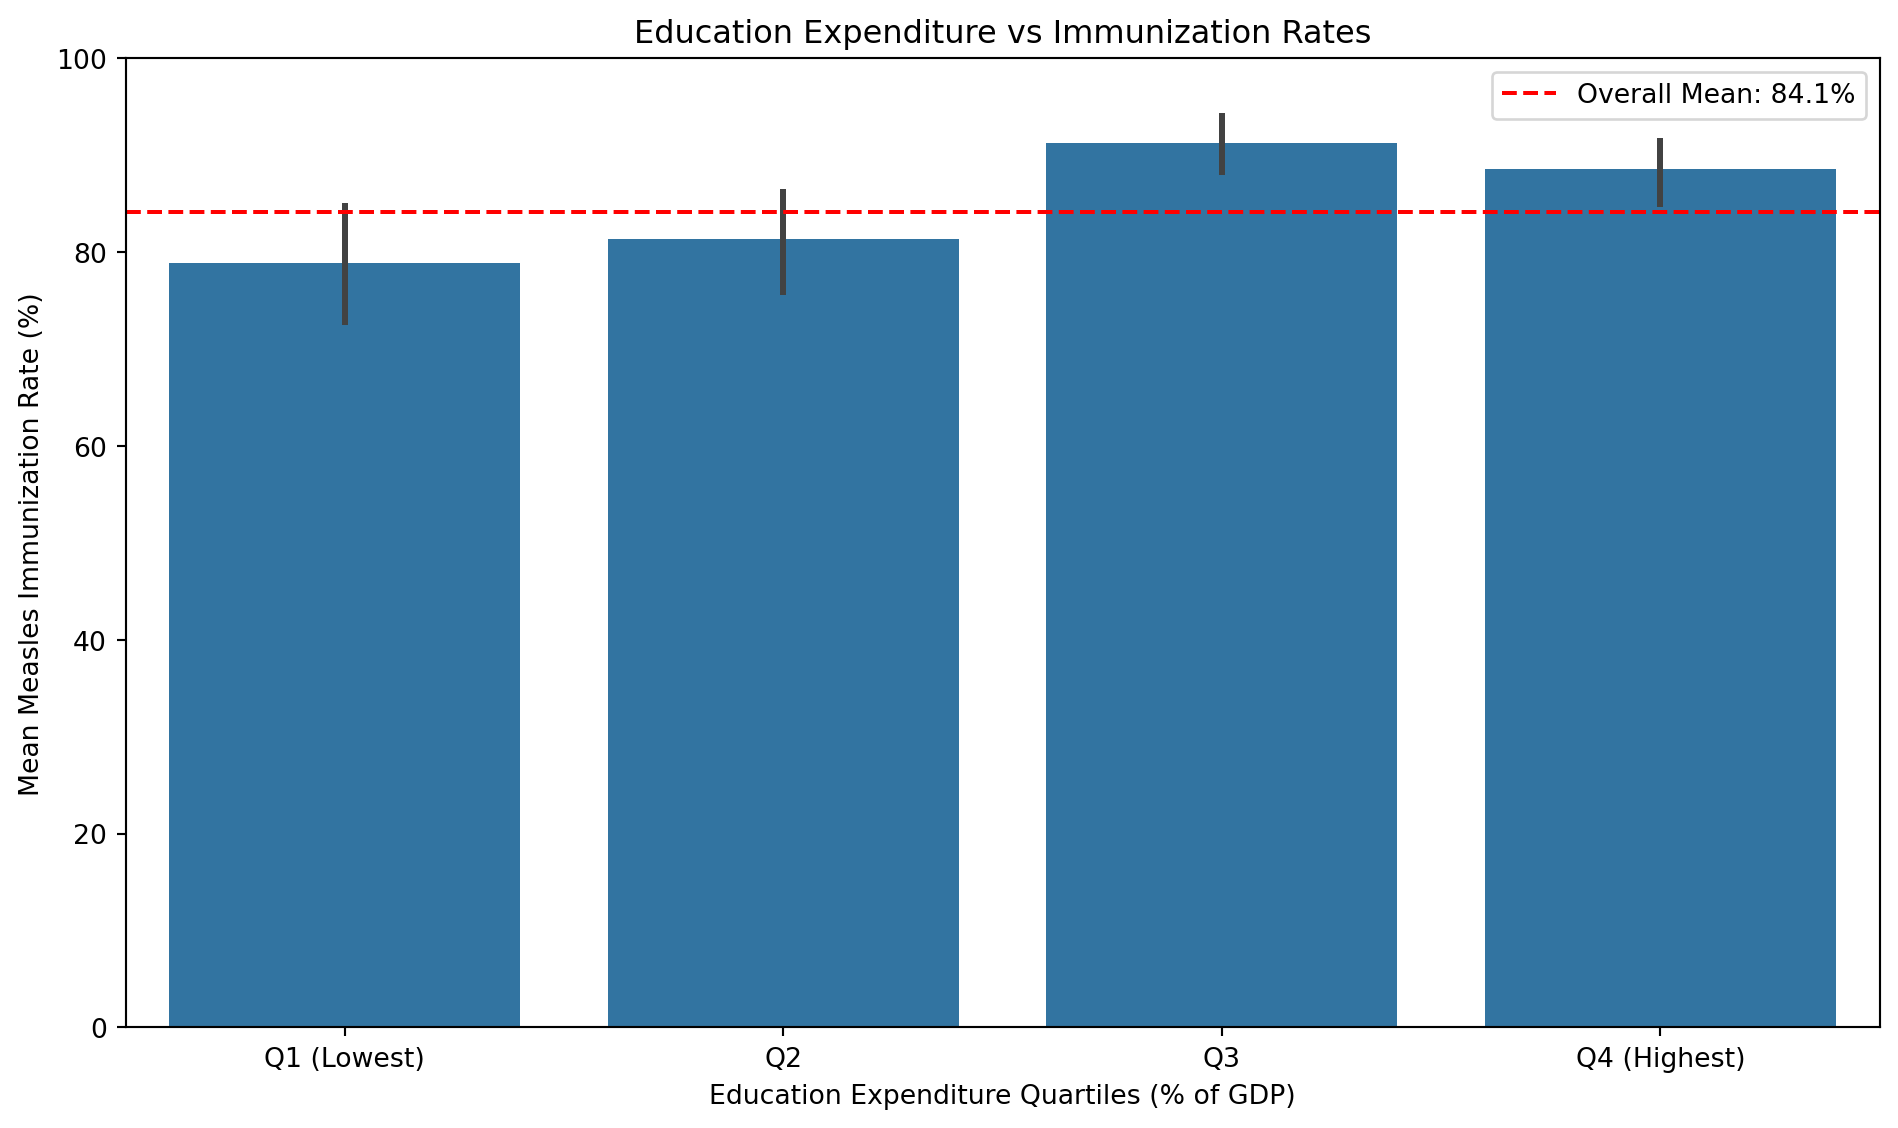 Education Expenditure vs Immunization Rates
Overall Mean: 84.1%
Mean Measles Immunization Rate (%)
100
80
60
40
20
0
Q1 (Lowest)
Q2
Q3
Q4 (Highest)
Education Expenditure Quartiles (% of GDP)